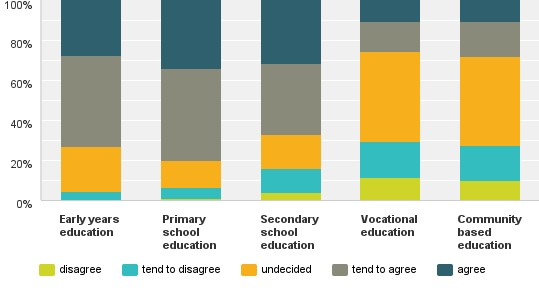 100%
80%
60%
40%
20%
0%
Early years education
Primary school education
Secondary school education
Vocational education
Community based education
disagree
tend to disagree
undecided
tend to agree
agree